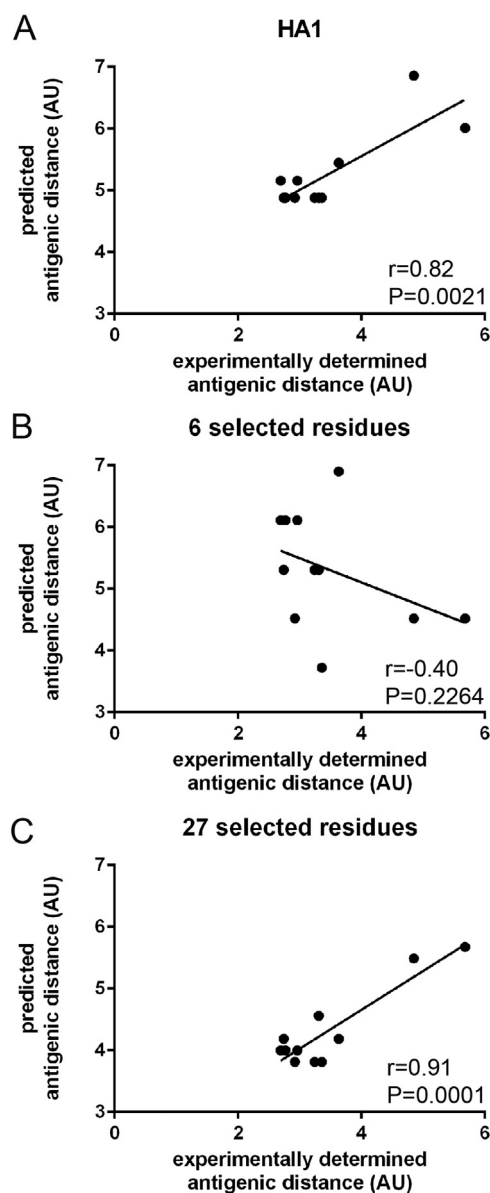 A
HA1
predicted
antigenic distance (AU)
7
6
5
4
3
0
2
4
6
r=0.82
P=0.0021
experimentally determined
antigenic distance (AU)
B
6 selected residues
predicted
antigenic distance (AU)
7
6
5
4
3
0
2
4
6
r=-0.40
P=0.2264
experimentally determined
antigenic distance (AU)
C
27 selected residues
predicted
antigenic distance (AU)
7
6
5
4
3
0
2
4
6
r=0.91
P=0.0001
experimentally determined
antigenic distance (AU)